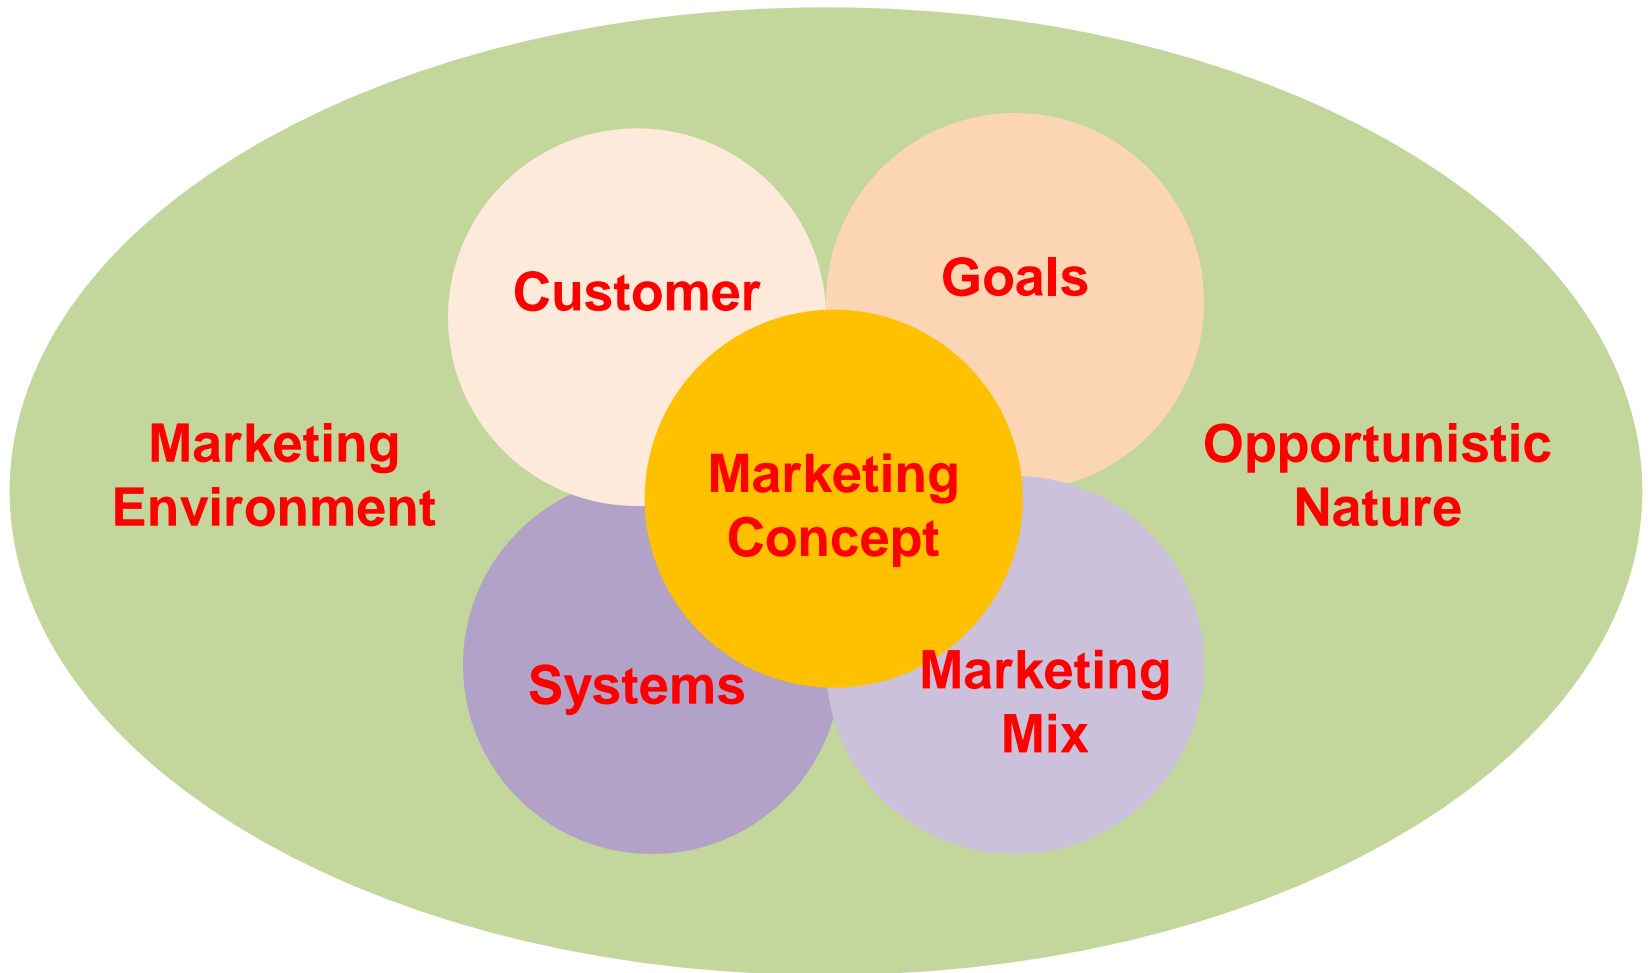 Customer
Goals
Marketing
Environment
Marketing
Concept
Opportunistic
Nature
Systems
Marketing
Mix